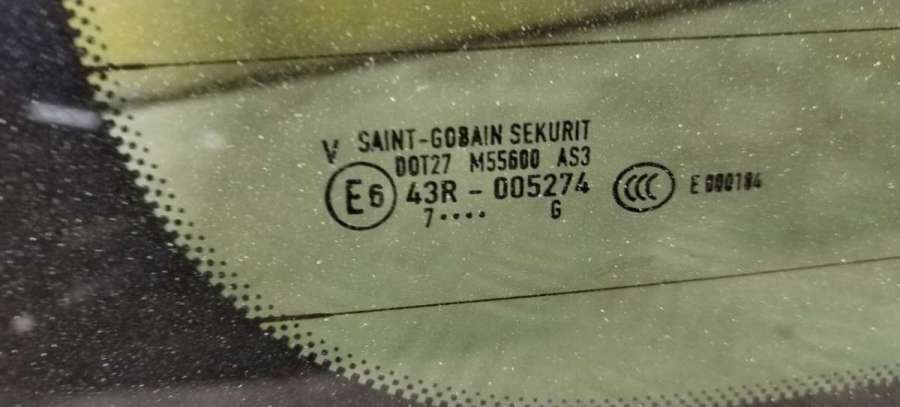 V SAINT-GOBAIN SEKURIT
DOT27 M55600 AS3
E6 43R - 005274
7···· G
CCC E 000184